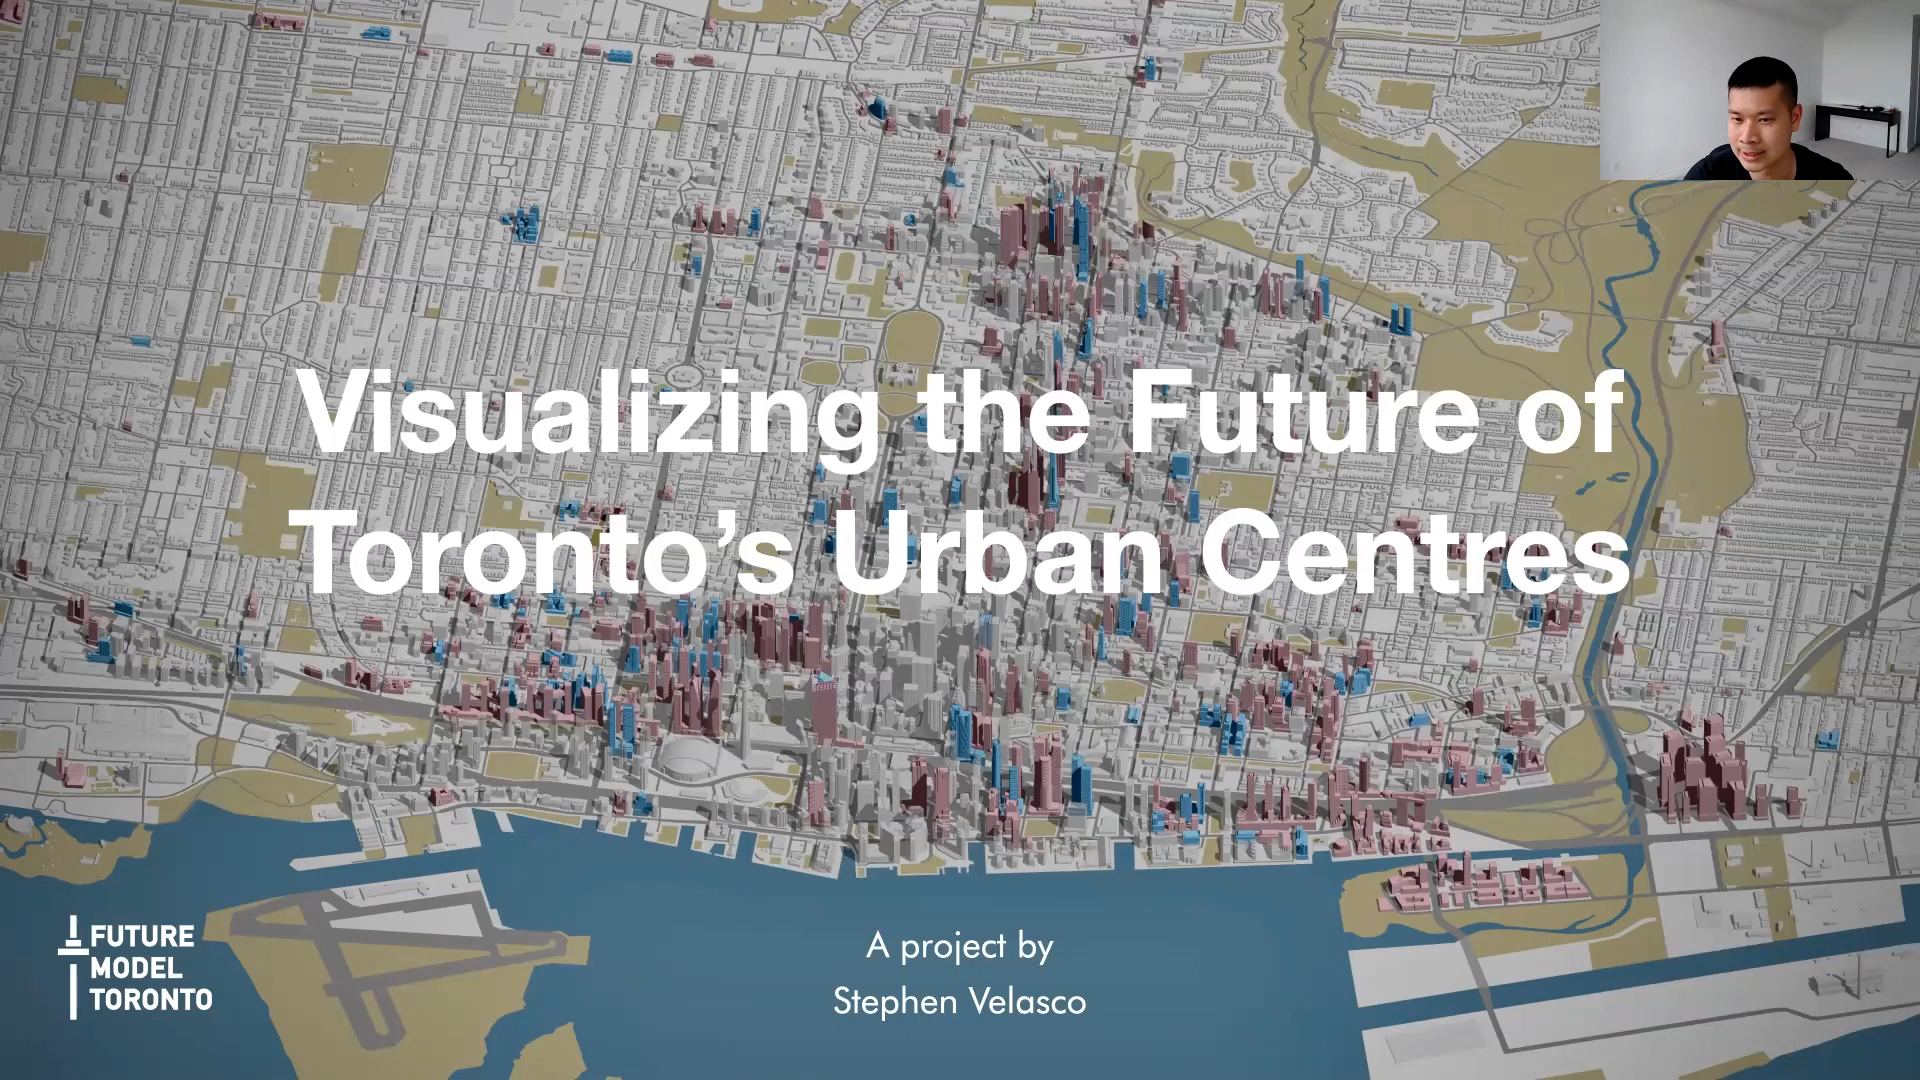 Visualizing the Future of
Toronto’s Urban Centres
FUTURE
MODEL
TORONTO
A project by
Stephen Velasco